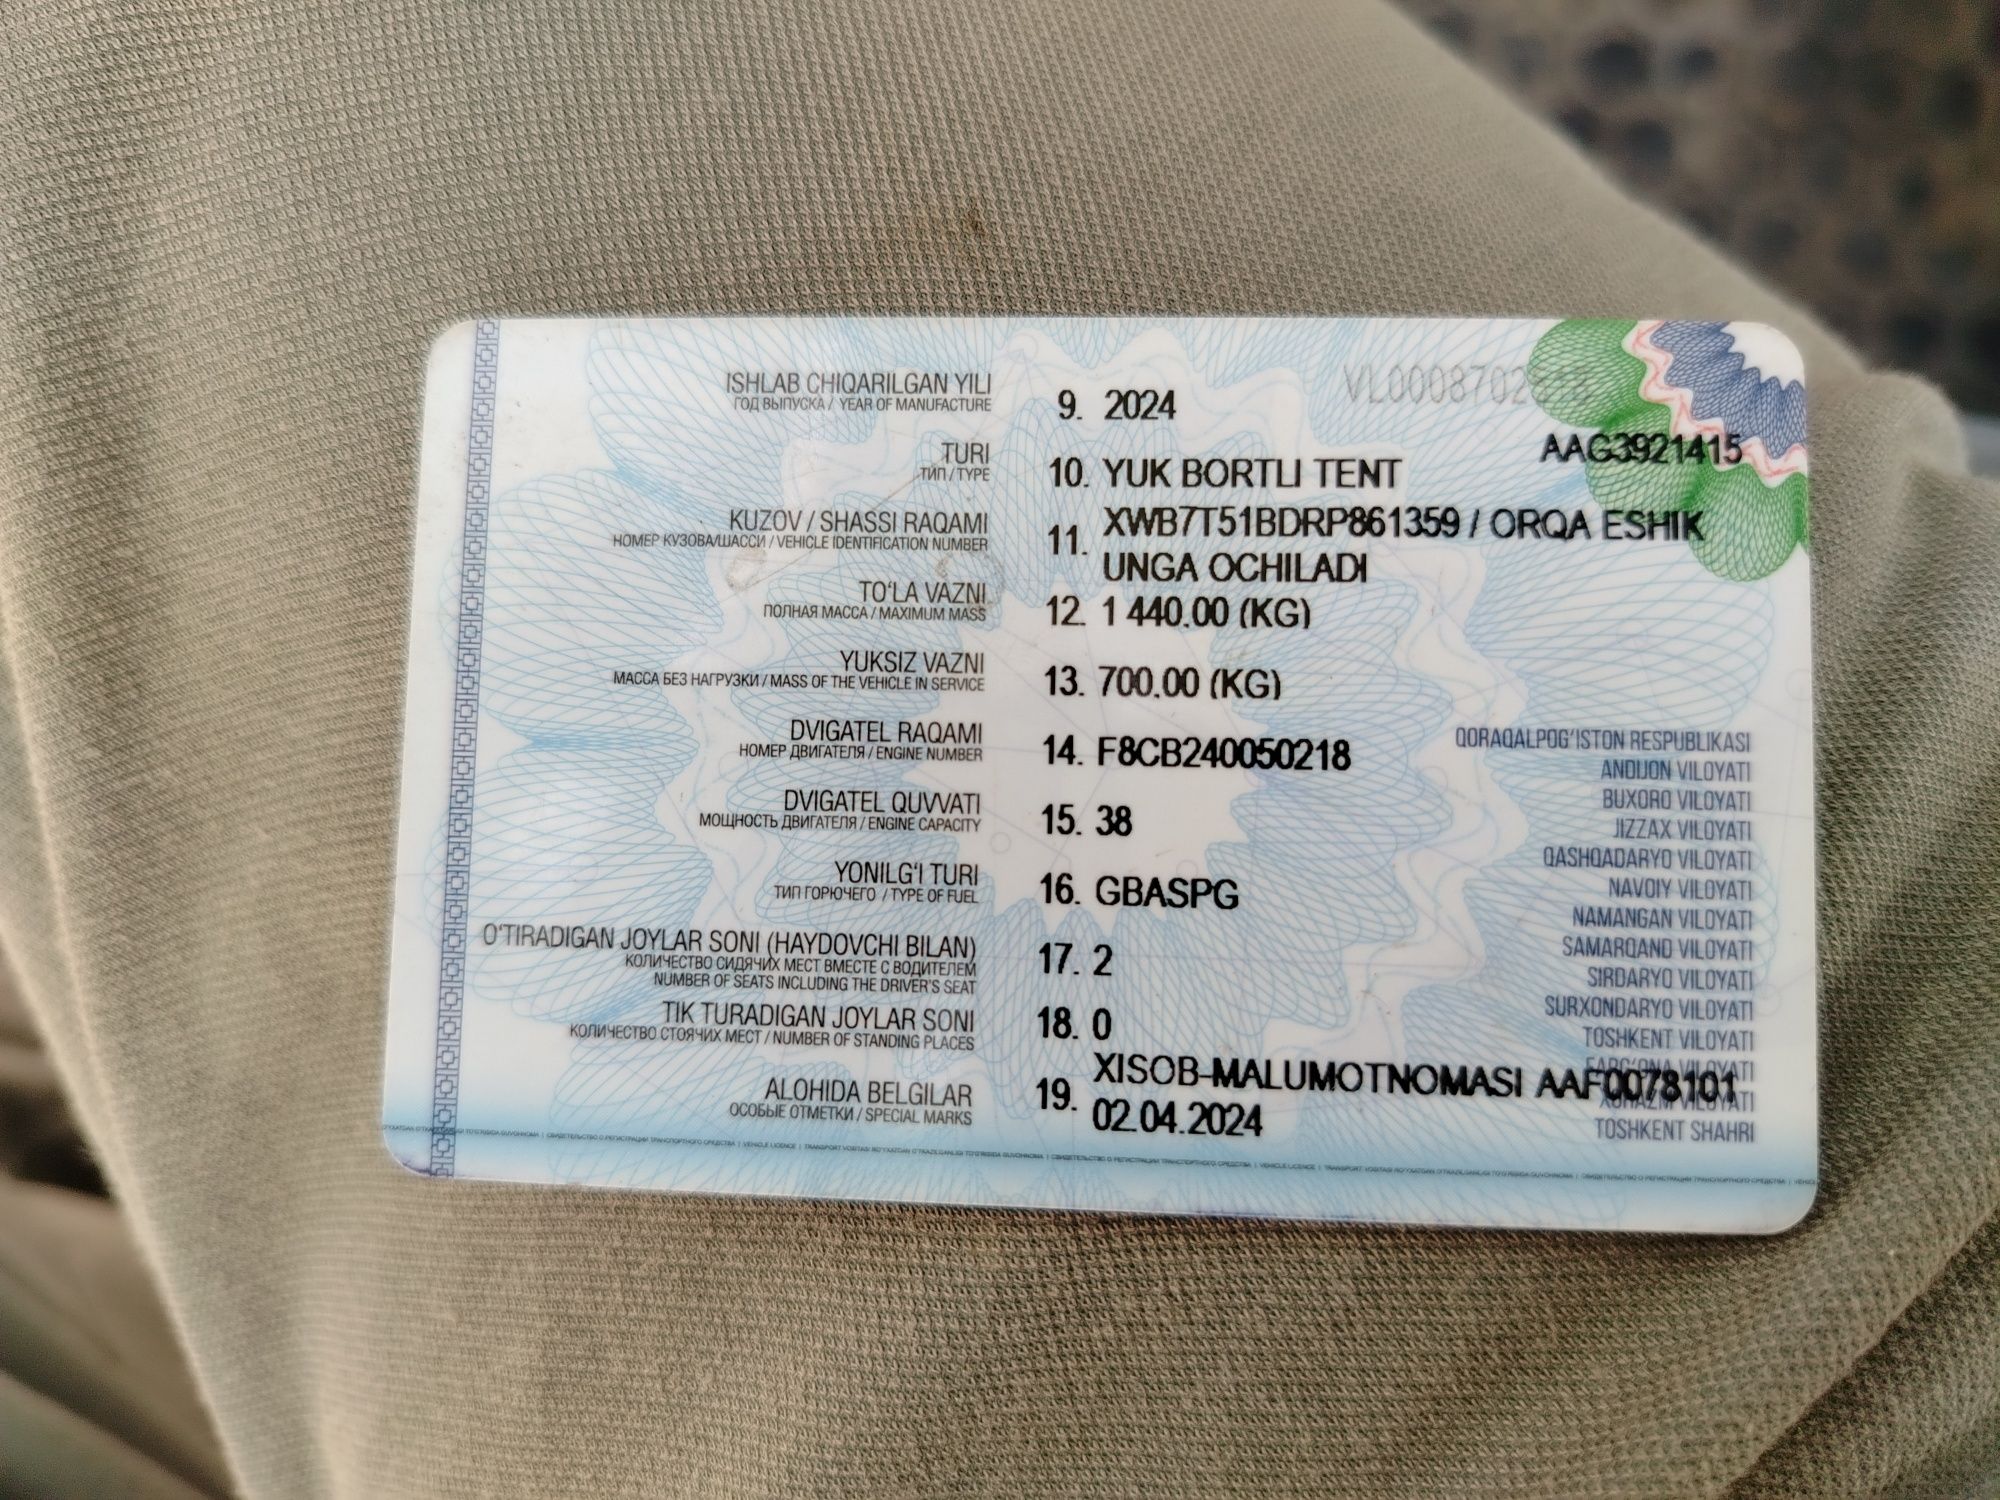 VL0008702
AAG3921415
ISHLAB CHIQARILGAN YILI
ГОД ВЫПУСКА / YEAR OF MANUFACTURE
9. 2024
TURI
ТИП / TYPE
10. YUK BORTLI TENT
KUZOV / SHASSI RAQAMI
НОМЕР КУЗОВА/ШАССИ / VEHICLE IDENTIFICATION NUMBER
11. XWB7T51BDRP861359 / ORQA ESHIK
UNGA OCHILADI
TO‘LA VAZNI
ПОЛНАЯ МАССА / MAXIMUM MASS
12. 1 440.00 (KG)
YUKSIZ VAZNI
МАССА БЕЗ НАГРУЗКИ / MASS OF THE VEHICLE IN SERVICE
13. 700.00 (KG)
DVIGATEL RAQAMI
НОМЕР ДВИГАТЕЛЯ / ENGINE NUMBER
14. F8CB240050218
DVIGATEL QUVVATI
МОЩНОСТЬ ДВИГАТЕЛЯ / ENGINE CAPACITY
15. 38
YONILG‘I TURI
ТИП ГОРЮЧЕГО / TYPE OF FUEL
16. GBASPG
O‘TIRADIGAN JOYLAR SONI (HAYDOVCHI BILAN)
КОЛИЧЕСТВО СИДЯЧИХ МЕСТ ВМЕСТЕ С ВОДИТЕЛЕМ
NUMBER OF SEATS INCLUDING THE DRIVER'S SEAT
17. 2
TIK TURADIGAN JOYLAR SONI
КОЛИЧЕСТВО СТОЯЧИХ МЕСТ / NUMBER OF STANDING PLACES
18. 0
ALOHIDA BELGILAR
ОСОБЫЕ ОТМЕТКИ / SPECIAL MARKS
19. XISOB-MALUMOTNOMASI AAF0078101
02.04.2024
QORAQALPOG‘ISTON RESPUBLIKASI
ANDIJON VILOYATI
BUXORO VILOYATI
JIZZAX VILOYATI
QASHQADARYO VILOYATI
NAVOIY VILOYATI
NAMANGAN VILOYATI
SAMARQAND VILOYATI
SIRDARYO VILOYATI
SURXONDARYO VILOYATI
TOSHKENT VILOYATI
FARG‘ONA VILOYATI
XORAZM VILOYATI
TOSHKENT SHAHRI